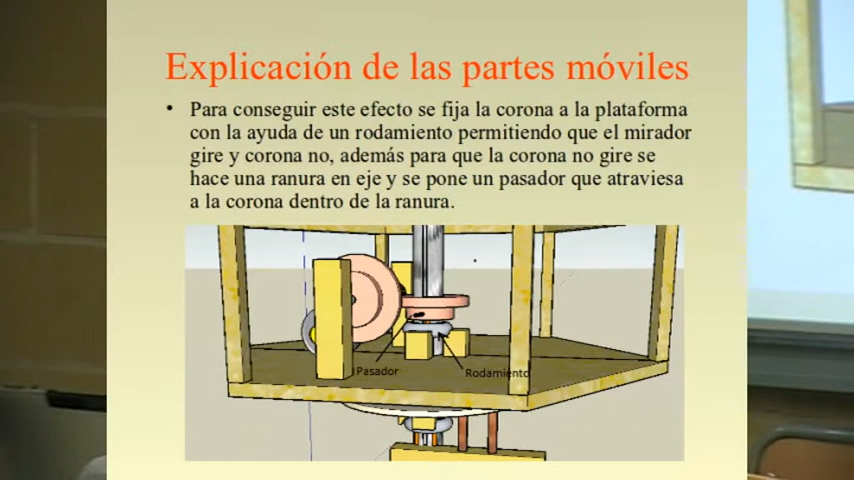 Explicación de las partes móviles
• Para conseguir este efecto se fija la corona a la plataforma
con la ayuda de un rodamiento permitiendo que el mirador
gire y corona no, además para que la corona no gire se
hace una ranura en eje y se pone un pasador que atraviesa
a la corona dentro de la ranura.
Pasador
Rodamiento